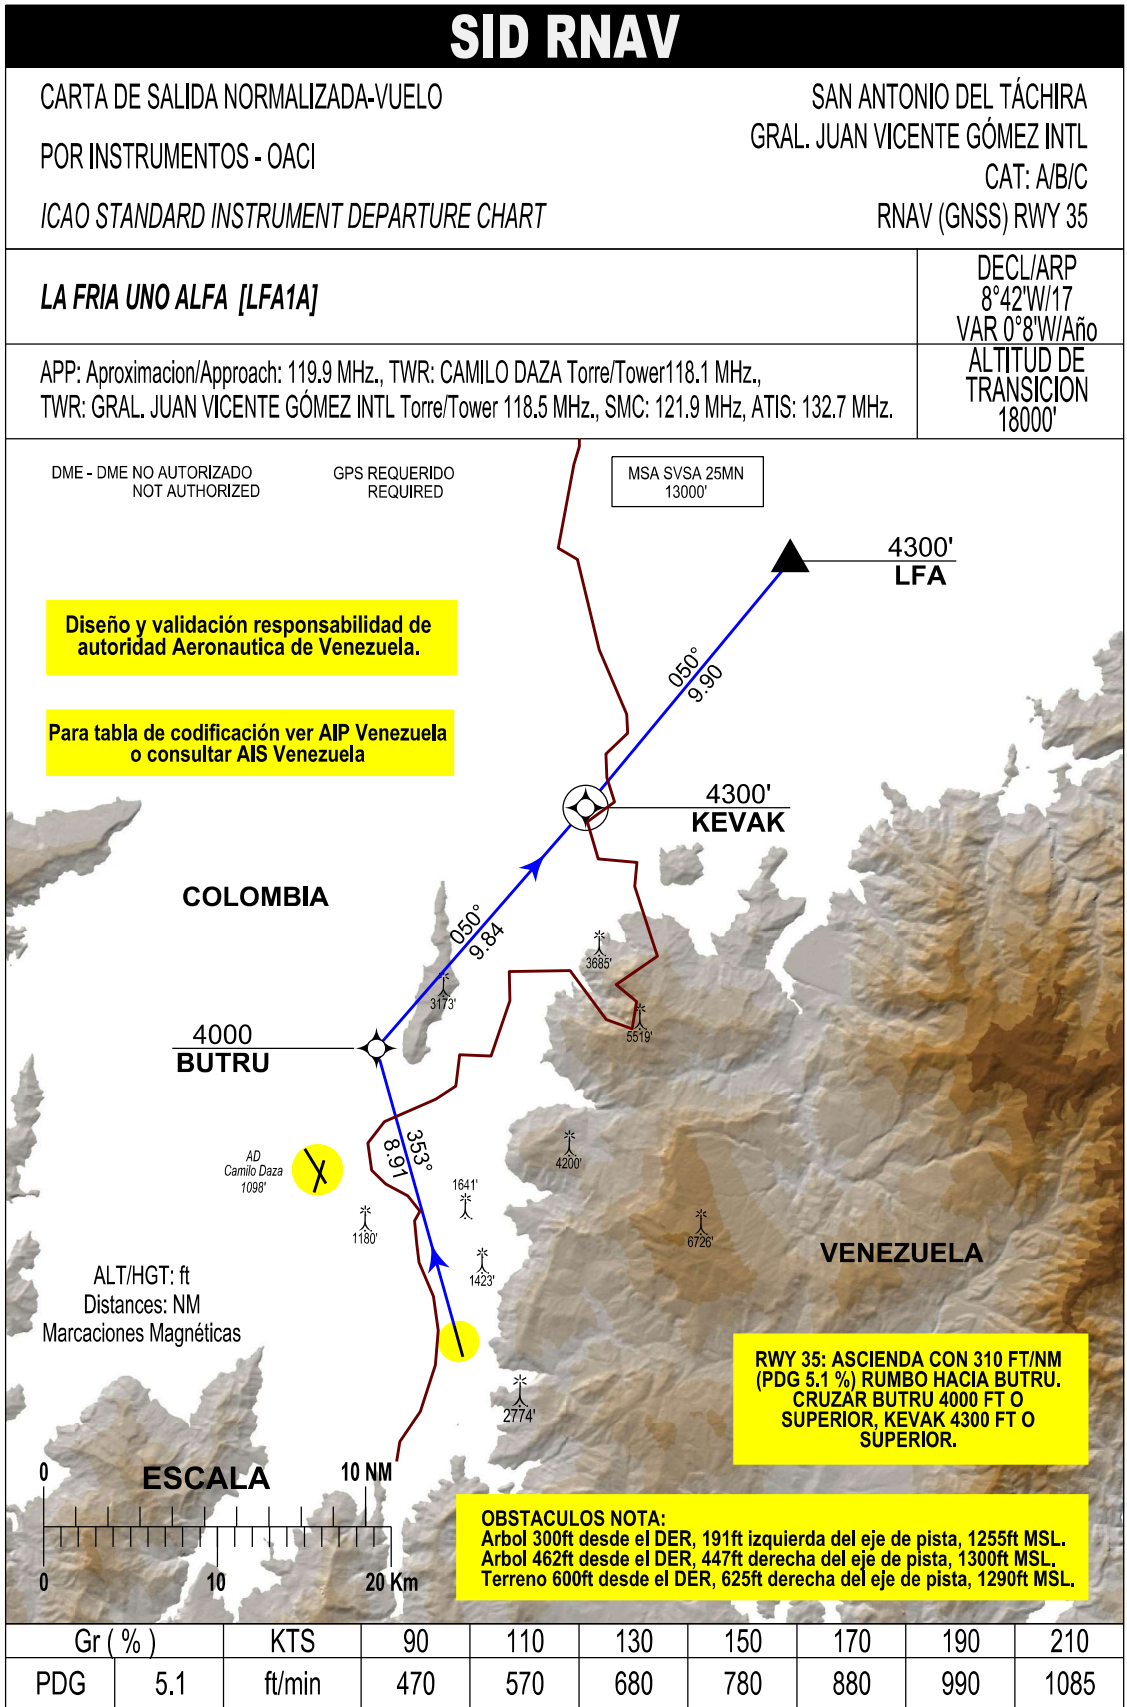 SID RNAV
CARTA DE SALIDA NORMALIZADA-VUELO
POR INSTRUMENTOS - OACI
ICAO STANDARD INSTRUMENT DEPARTURE CHART
SAN ANTONIO DEL TÁCHIRA
GRAL. JUAN VICENTE GÓMEZ INTL
CAT: A/B/C
RNAV (GNSS) RWY 35
LA FRIA UNO ALFA [LFA1A]
DECL/ARP
8°42'W/17
VAR 0°8'W/Año
APP: Aproximacion/Approach: 119.9 MHz., TWR: CAMILO DAZA Torre/Tower118.1 MHz.,
TWR: GRAL. JUAN VICENTE GÓMEZ INTL Torre/Tower 118.5 MHz., SMC: 121.9 MHz, ATIS: 132.7 MHz.
ALTITUD DE
TRANSICION
18000'
DME - DME NO AUTORIZADO
NOT AUTHORIZED
GPS REQUERIDO
REQUIRED
MSA SVSA 25MN
13000'
4300'
LFA
Diseño y validación responsabilidad de
autoridad Aeronautica de Venezuela.
050°
9.90
Para tabla de codificación ver AIP Venezuela
o consultar AIS Venezuela
4300'
KEVAK
COLOMBIA
050°
9.84
3685'
3173'
5519'
4000
BUTRU
353°
8.91
AD
Camilo Daza
1098'
4200'
1641'
1180'
6726'
VENEZUELA
1423'
ALT/HGT: ft
Distances: NM
Marcaciones Magnéticas
2774'
RWY 35: ASCIENDA CON 310 FT/NM
(PDG 5.1 %) RUMBO HACIA BUTRU.
CRUZAR BUTRU 4000 FT O
SUPERIOR, KEVAK 4300 FT O
SUPERIOR.
0 ESCALA 10 NM
0 10 20 Km
OBSTACULOS NOTA:
Arbol 300ft desde el DER, 191ft izquierda del eje de pista, 1255ft MSL.
Arbol 462ft desde el DER, 447ft derecha del eje de pista, 1300ft MSL.
Terreno 600ft desde el DER, 625ft derecha del eje de pista, 1290ft MSL.
Gr ( % ) KTS 90 110 130 150 170 190 210
PDG 5.1 ft/min 470 570 680 780 880 990 1085